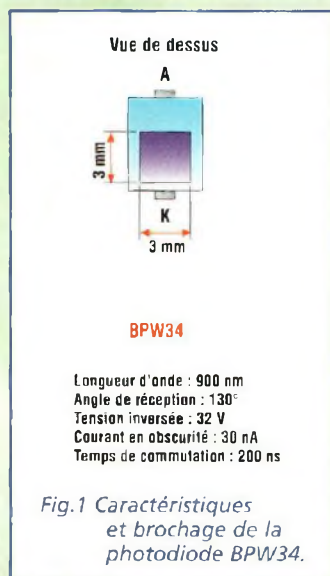 Vue de dessus
A
3 mm
K
3 mm
BPW34
Longueur d'onde : 900 nm
Angle de réception : 130°
Tension inversée : 32 V
Courant en obscurité : 30 nA
Temps de commutation : 200 ns
Fig.1 Caractéristiques
et brochage de la
photodiode BPW34.